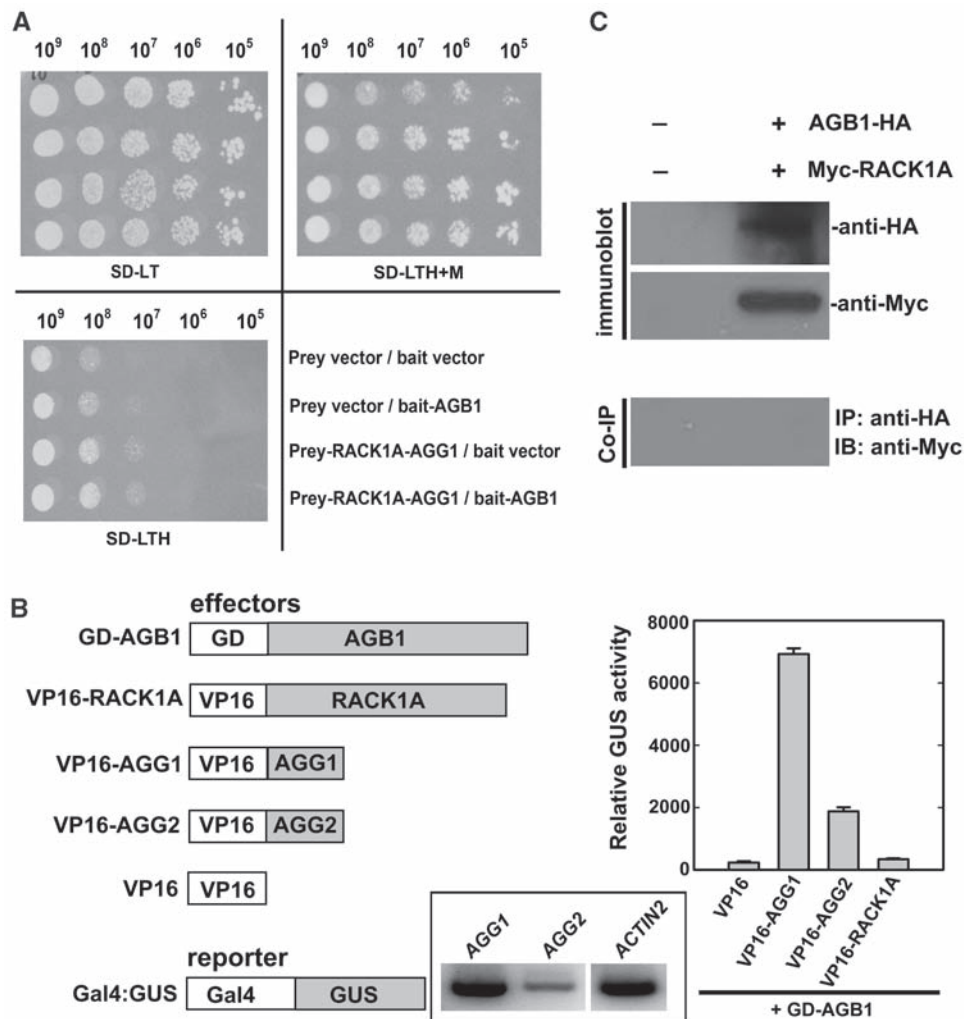 A
10⁹ 10⁸ 10⁷ 10⁶ 10⁵
10⁹ 10⁸ 10⁷ 10⁶ 10⁵
SD-LT
SD-LTH+M
10⁹ 10⁸ 10⁷ 10⁶ 10⁵
Prey vector / bait vector
Prey vector / bait-AGB1
Prey-RACK1A-AGG1 / bait vector
Prey-RACK1A-AGG1 / bait-AGB1
SD-LTH
C
– + AGB1-HA
– + Myc-RACK1A
immunoblot
-anti-HA
-anti-Myc
Co-IP
IP: anti-HA
IB: anti-Myc
B
effectors
GD-AGB1 GD AGB1
VP16-RACK1A VP16 RACK1A
VP16-AGG1 VP16 AGG1
VP16-AGG2 VP16 AGG2
VP16 VP16
reporter
Gal4:GUS Gal4 GUS
AGG1 AGG2 ACTIN2
Relative GUS activity
8000
6000
4000
2000
0
VP16 VP16-AGG1 VP16-AGG2 VP16-RACK1A
+ GD-AGB1